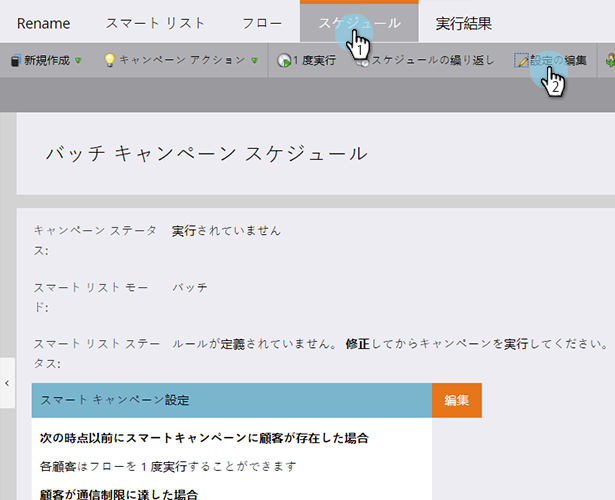 Rename スマート リスト フロー スケジュール 実行結果
1
新規作成 キャンペーン アクション 1 度実行 スケジュールの繰り返し 設定の編集
2
バッチ キャンペーン スケジュール
キャンペーン ステータ 実行されていません
ス:
スマート リスト モー バッチ
ド:
スマート リスト ステー ルールが定義されていません。 修正してからキャンペーンを実行してください。
タス:
スマート キャンペーン設定 編集
次の時点以前にスマートキャンペーンに顧客が存在した場合
各顧客はフローを 1 度実行することができます
顧客が通信制限に達した場合